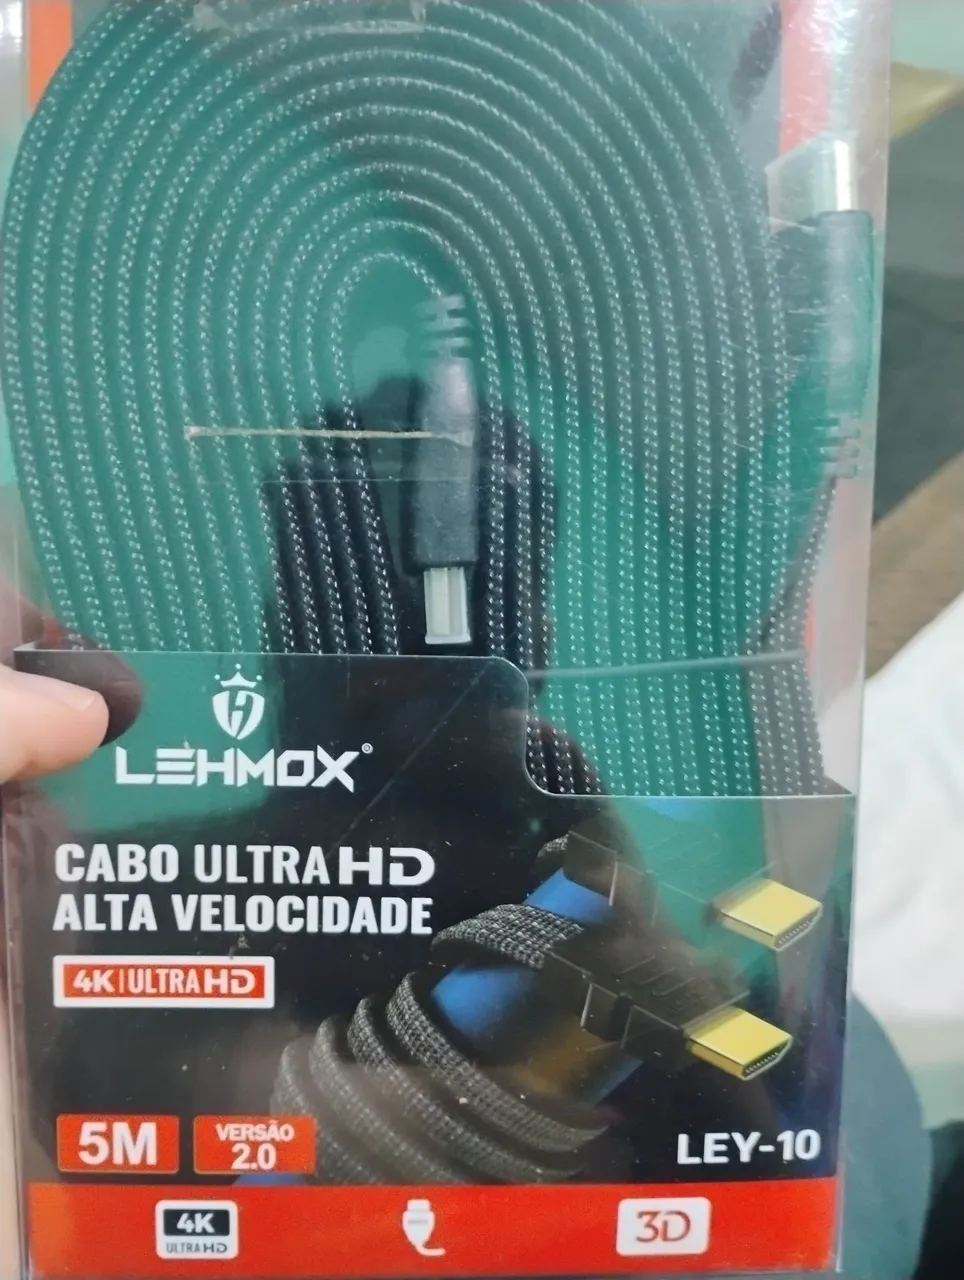 LEHMOX®
CABO ULTRA HD
ALTA VELOCIDADE
4K|ULTRA HD
5M
VERSÃO
2.0
LEY-10
4K
ULTRA HD
3D